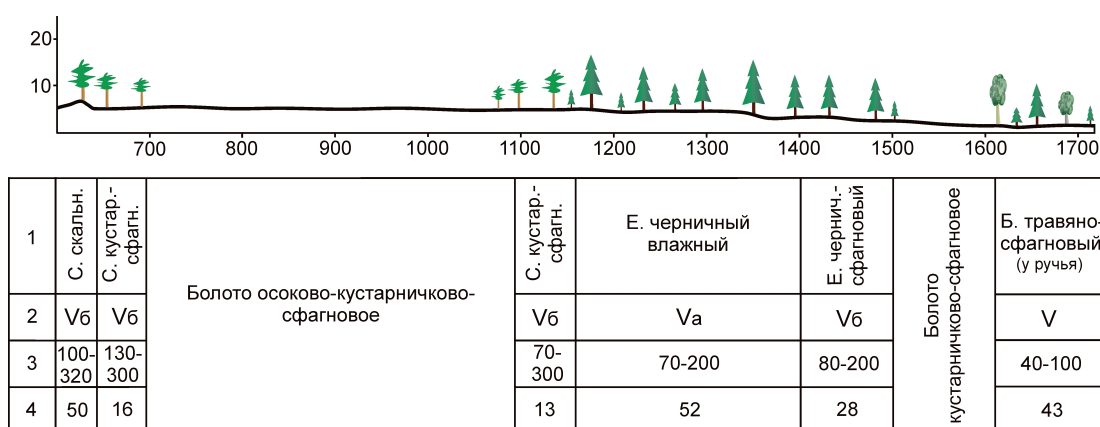 20
10
700 800 900 1000 1100 1200 1300 1400 1500 1600 1700
1
С. скальн.
С. кустар.-
сфагн.
Болото осоково-кустарничково-
сфагновое
С. кустар.-
сфагн.
Е. черничный
влажный
Е. чернич.-
сфагновый
Болото
кустарничково-сфагновое
Б. травяно-
сфагновый
(у ручья)
2 Vб Vб Vб Vа Vб V
3 100-
320 130-
300 70-
300 70-200 80-200 40-100
4 50 16 13 52 28 43